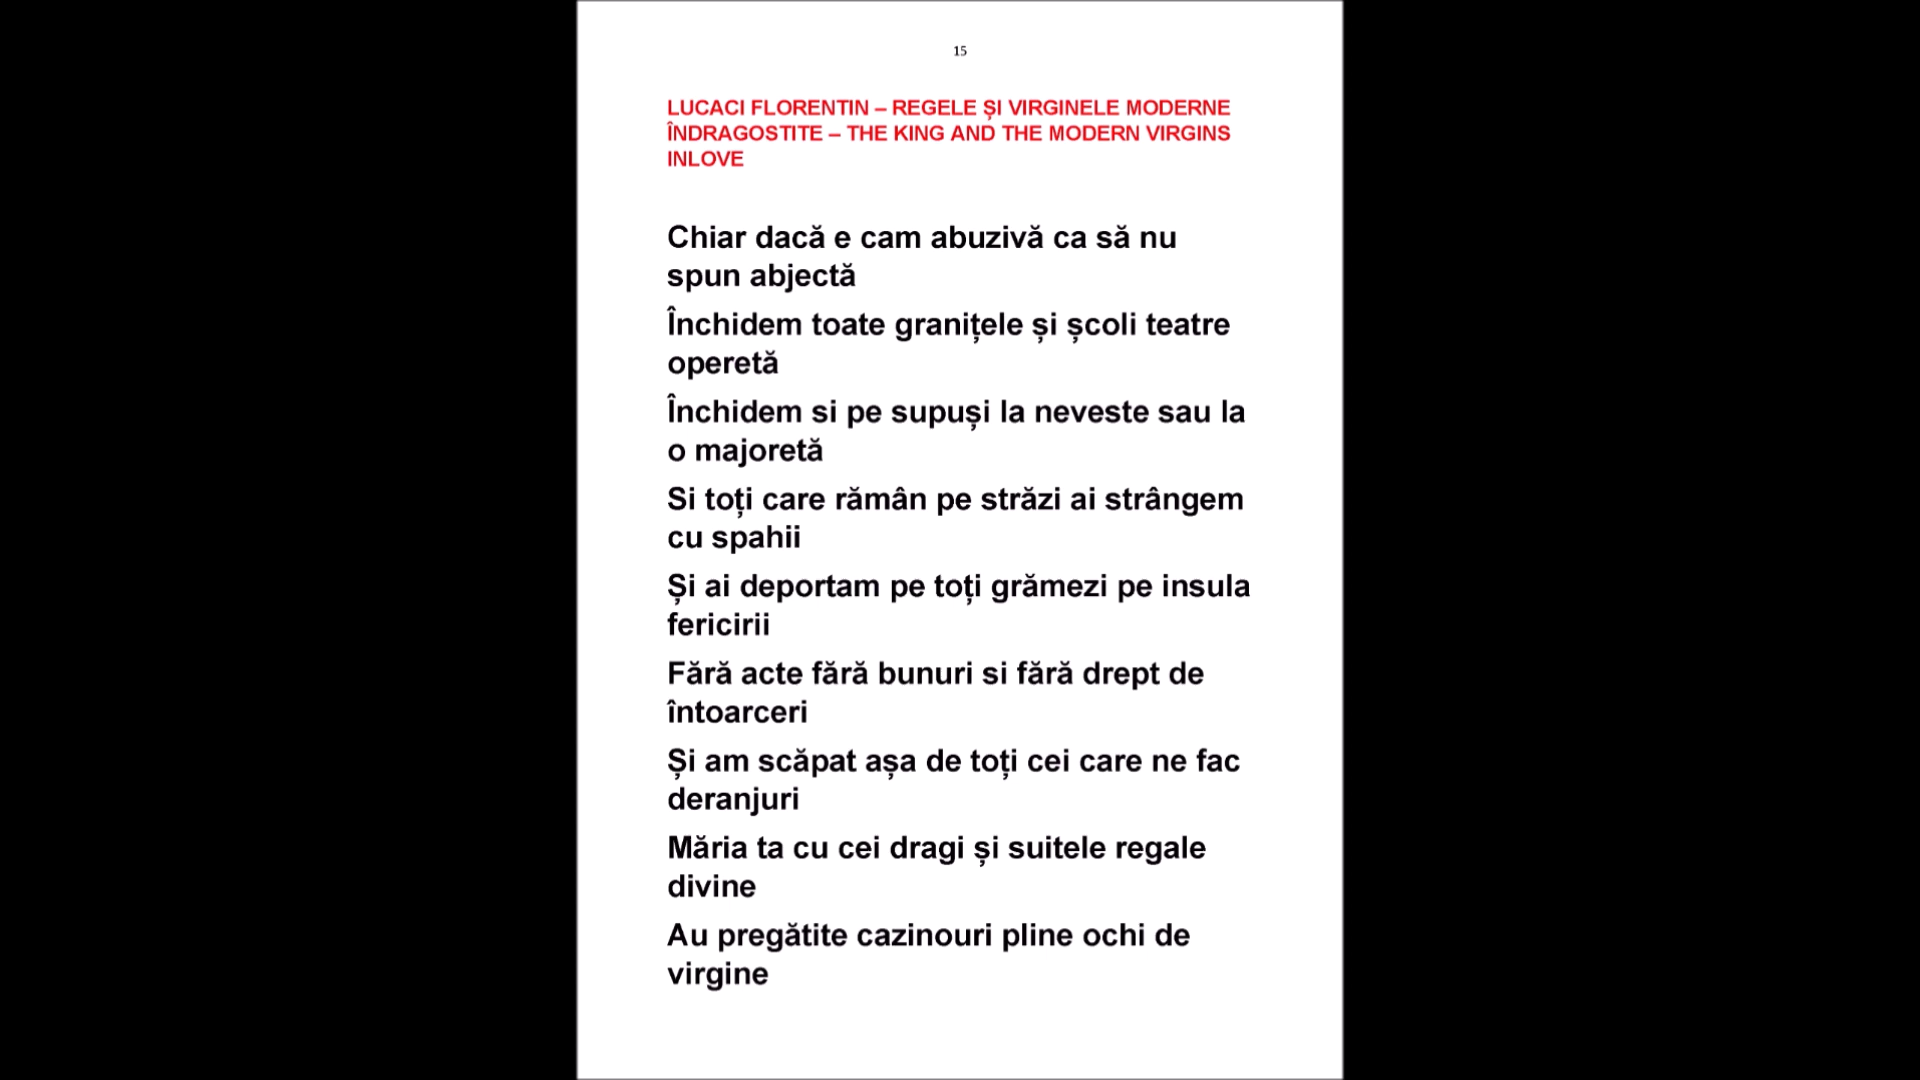 15
LUCACI FLORENTIN – REGELE ȘI VIRGINELE MODERNE
ÎNDRAGOSTITE – THE KING AND THE MODERN VIRGINS
INLOVE
Chiar dacă e cam abuzivă ca să nu
spun abjectă
Închidem toate granițele și școli teatre
operetă
Închidem si pe supuși la neveste sau la
o majoretă
Si toți care rămân pe străzi ai strângem
cu spahii
Și ai deportam pe toți grămezi pe insula
fericirii
Fără acte fără bunuri si fără drept de
întoarceri
Și am scăpat așa de toți cei care ne fac
deranjuri
Măria ta cu cei dragi și suitele regale
divine
Au pregătite cazinouri pline ochi de
virgine